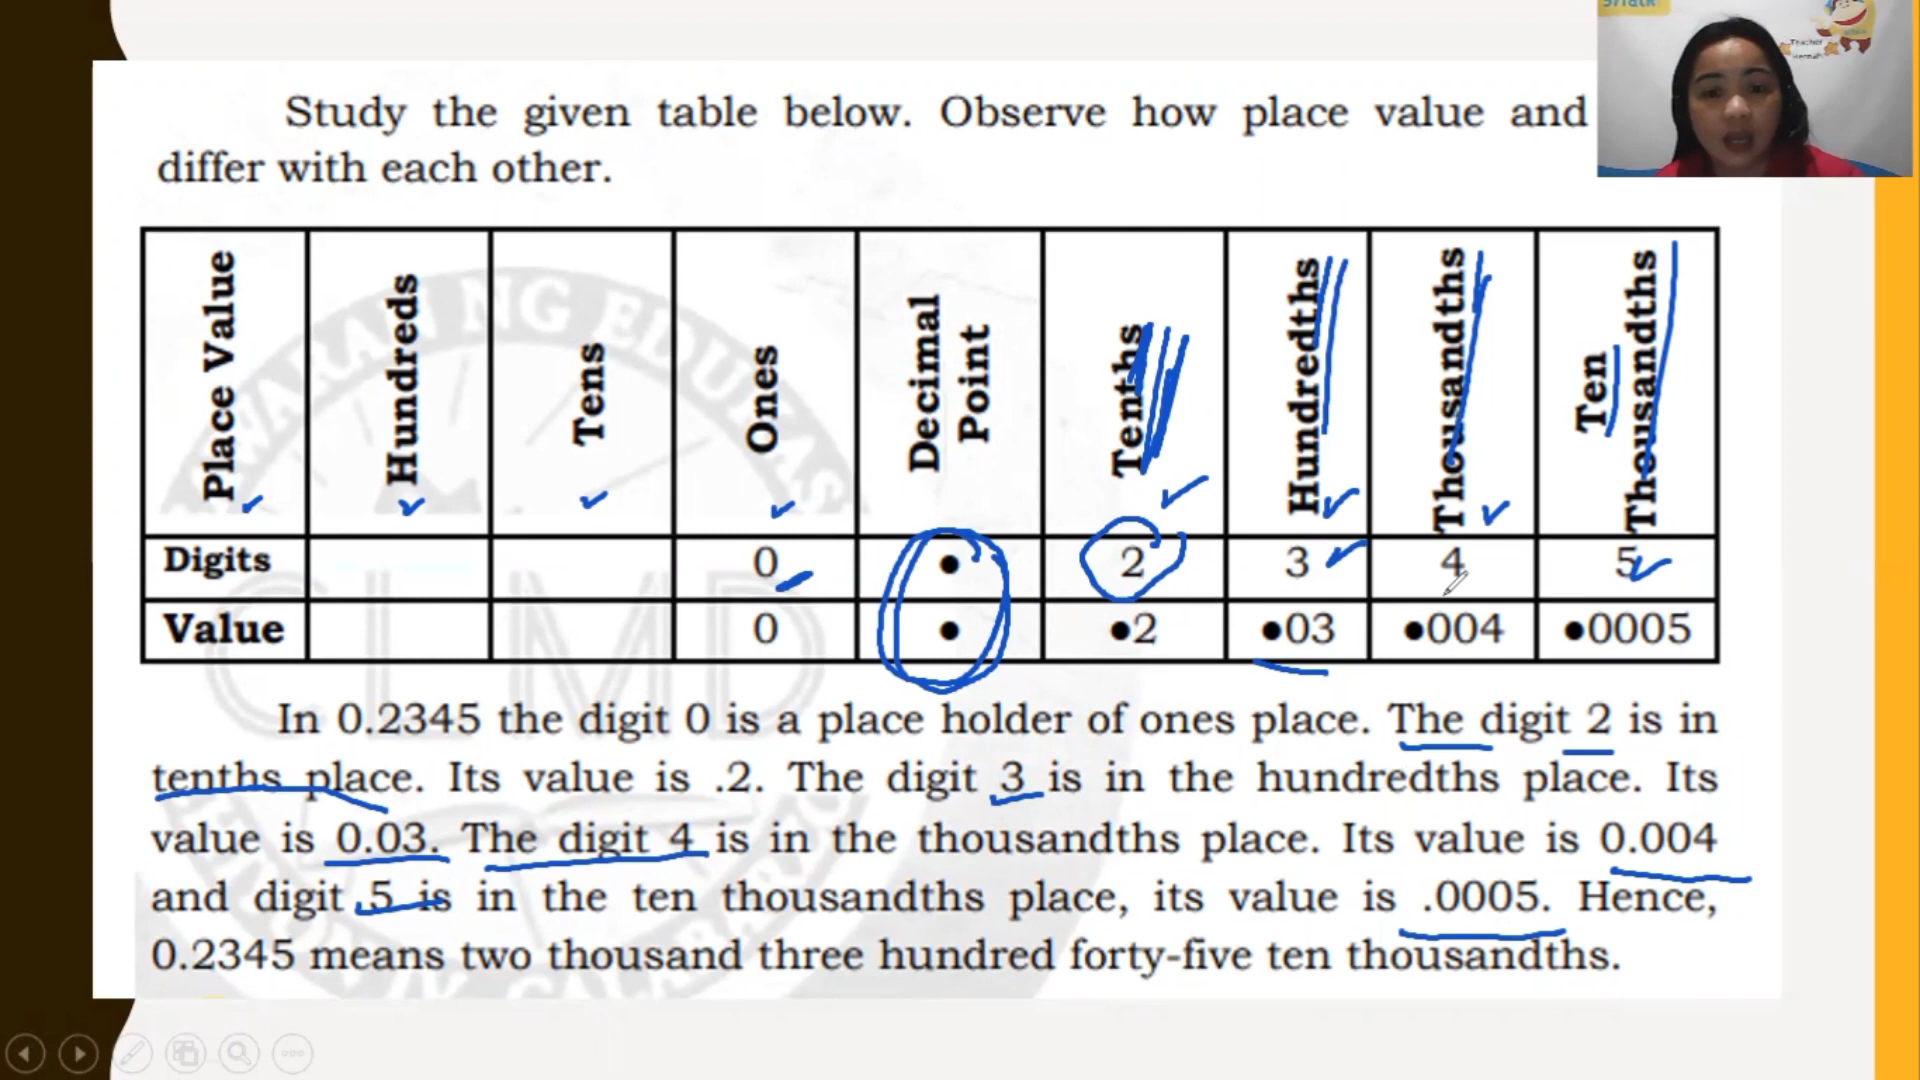 Study the given table below. Observe how place value and
differ with each other.
Place Value
Hundreds
Tens
Ones
Decimal
Point
Tenths
Hundredths
Thousandths
Ten
Thousandths
Digits 0 • 2 3 4 5
Value 0 • •2 •03 •004 •0005
In 0.2345 the digit 0 is a place holder of ones place. The digit 2 is in
tenths place. Its value is .2. The digit 3 is in the hundredths place. Its
value is 0.03. The digit 4 is in the thousandths place. Its value is 0.004
and digit 5 is in the ten thousandths place, its value is .0005. Hence,
0.2345 means two thousand three hundred forty-five ten thousandths.
CLMD
Teacher